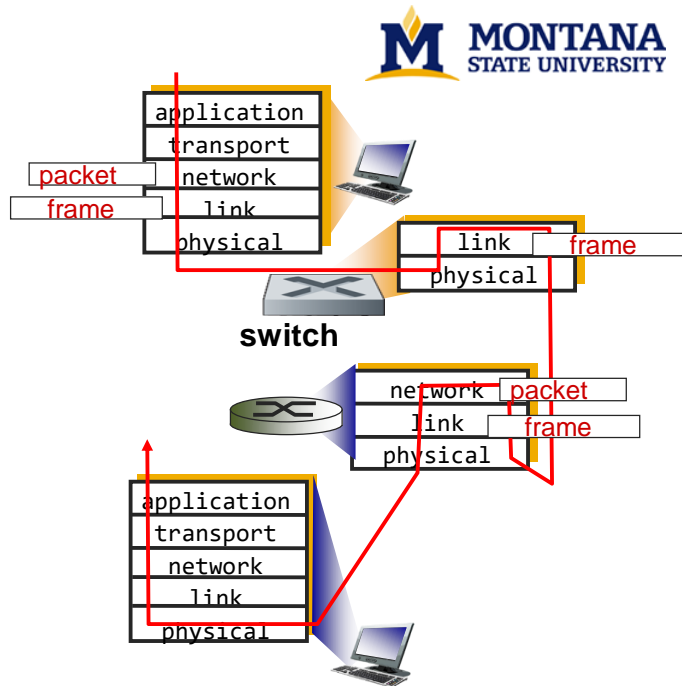 MONTANA
STATE UNIVERSITY
application
transport
packet
network
frame
link
physical
link
frame
physical
switch
network
packet
link
frame
physical
application
transport
network
link
physical